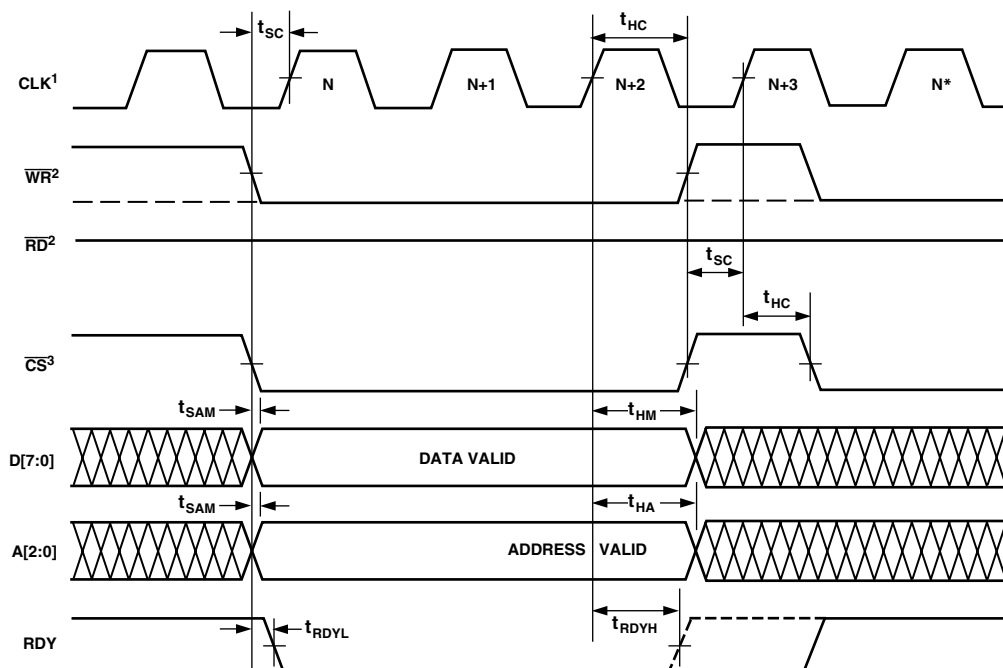 tSC
tHC
CLK1
N
N+1
N+2
N+3
N*
WR2
RD2
tSC
tHC
CS3
tSAM
tHM
D[7:0]
DATA VALID
tSAM
tHA
A[2:0]
ADDRESS VALID
tRDYL
tRDYH
RDY